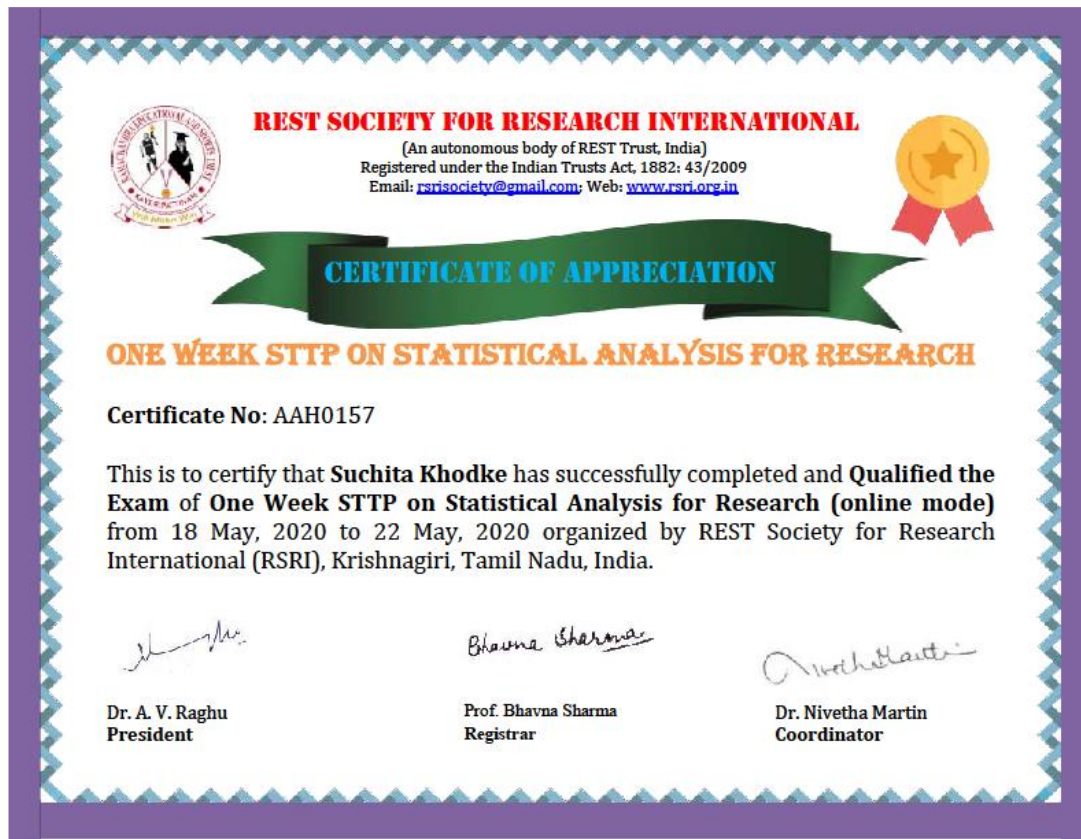 REST SOCIETY FOR RESEARCH INTERNATIONAL
(An autonomous body of REST Trust, India)
Registered under the Indian Trusts Act, 1882: 43/2009
Email: rsrisociety@gmail.com; Web: www.rsri.org.in
CERTIFICATE OF APPRECIATION
ONE WEEK STTP ON STATISTICAL ANALYSIS FOR RESEARCH
Certificate No: AAH0157
This is to certify that Suchita Khodke has successfully completed and Qualified the
Exam of One Week STTP on Statistical Analysis for Research (online mode)
from 18 May, 2020 to 22 May, 2020 organized by REST Society for Research
International (RSRI), Krishnagiri, Tamil Nadu, India.
Bhavna Sharma
Dr. A. V. Raghu
President
Prof. Bhavna Sharma
Registrar
Dr. Nivetha Martin
Coordinator